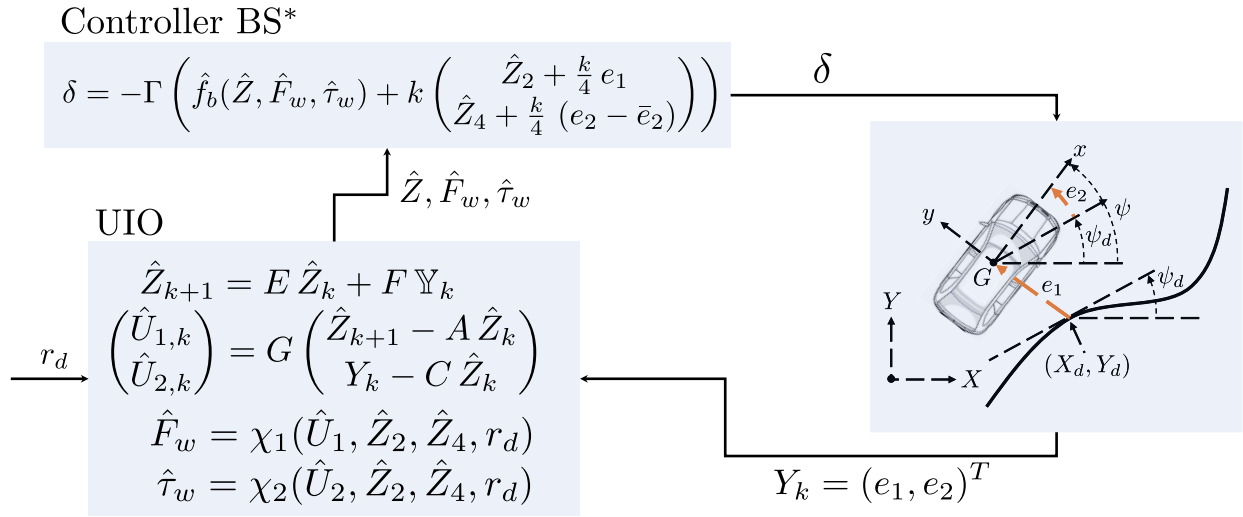 Controller BS*
δ = −Γ ( f̂_b(Ẑ, F̂_w, τ̂_w) + k ( Ẑ_2 + k/4 e_1
Ẑ_4 + k/4 (e_2 − ē_2) ) )
δ
Ẑ, F̂_w, τ̂_w
UIO
Ẑ_{k+1} = E Ẑ_k + F 𝕐_k
( Û_{1,k}
Û_{2,k} ) = G ( Ẑ_{k+1} − A Ẑ_k
Y_k − C Ẑ_k )
F̂_w = χ_1(Û_1, Ẑ_2, Ẑ_4, r_d)
τ̂_w = χ_2(Û_2, Ẑ_2, Ẑ_4, r_d)
r_d
x
e_2
y
ψ
ψ_d
G
e_1
ψ_d
Y
X
(X_d, Y_d)
Y_k = (e_1, e_2)^T